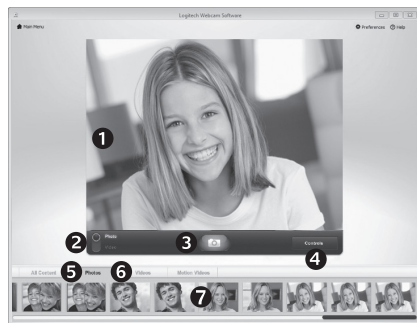 Logitech Webcam Software
Main Menu
Preferences Help
1
Photo
Video
2
3
Controls
4
All Content 5 Photos 6 Videos Motion Videos
7